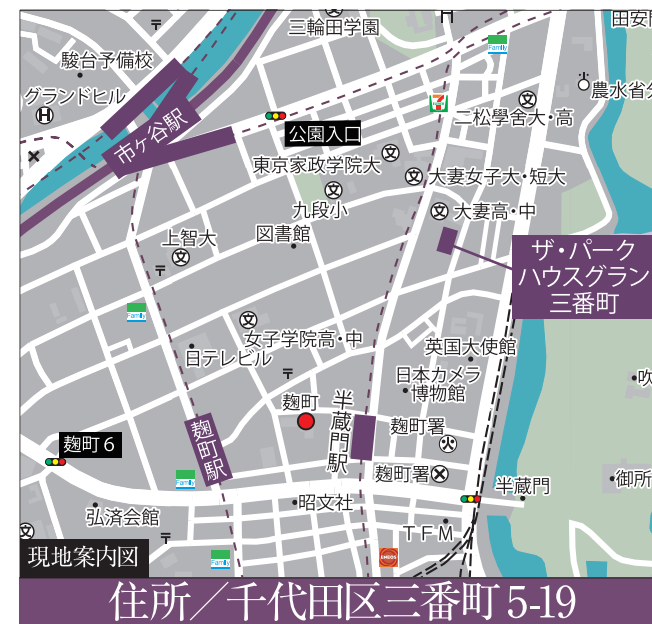 三輪田学園
田安門
駿台予備校
Family
グランドヒル
農水省分
二松學舍大・高
公園入口
市ヶ谷駅
東京家政学院大
大妻女子大・短大
九段小
大妻高・中
上智大
図書館
ザ・パーク
ハウスグラン
三番町
Family
女子学院高・中
日テレビル
英国大使館
日本カメラ
博物館
吹
麹町
半蔵門駅
麹町署
麹町駅
麹町6
麹町署
Family
半蔵門
御所
弘済会館
昭文社
TFM
現地案内図
Family
ENEOS
住所／千代田区三番町5-19